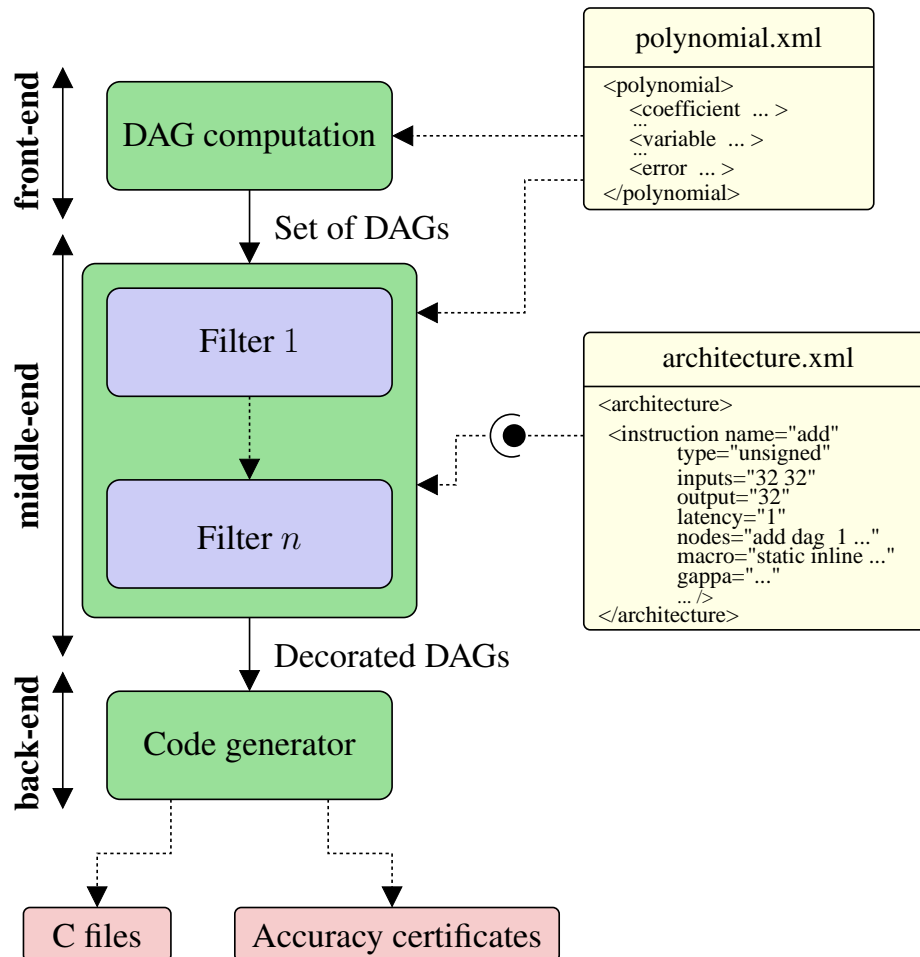 polynomial.xml
<polynomial>
<coefficient ... >
...
<variable ... >
...
<error ... >
</polynomial>
front-end
DAG computation
Set of DAGs
middle-end
Filter 1
Filter n
architecture.xml
<architecture>
<instruction name="add"
type="unsigned"
inputs="32 32"
output="32"
latency="1"
nodes="add dag 1 ..."
macro="static inline ..."
gappa="..."
... />
</architecture>
Decorated DAGs
back-end
Code generator
C files
Accuracy certificates